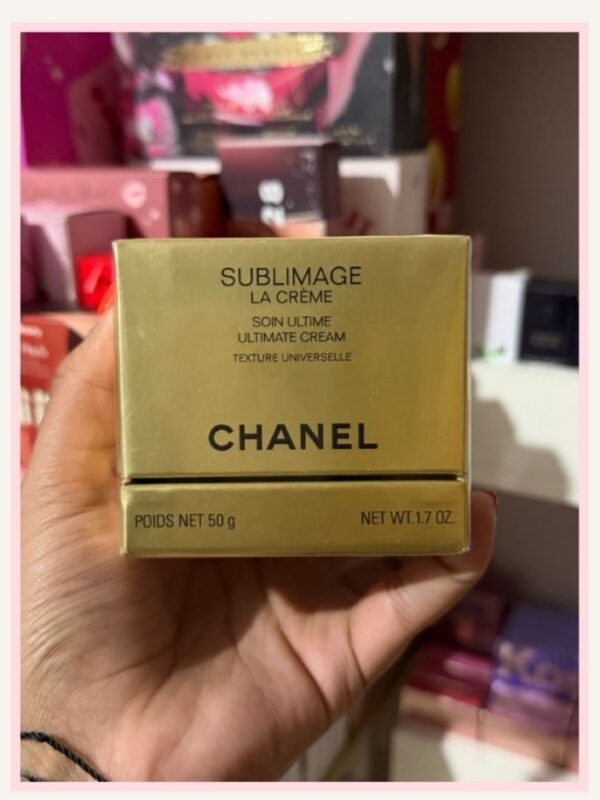 SUBLIMAGE
LA CRÈME
SOIN ULTIME
ULTIMATE CREAM
TEXTURE UNIVERSELLE
CHANEL
POIDS NET 50 g
NET WT.1.7 OZ.